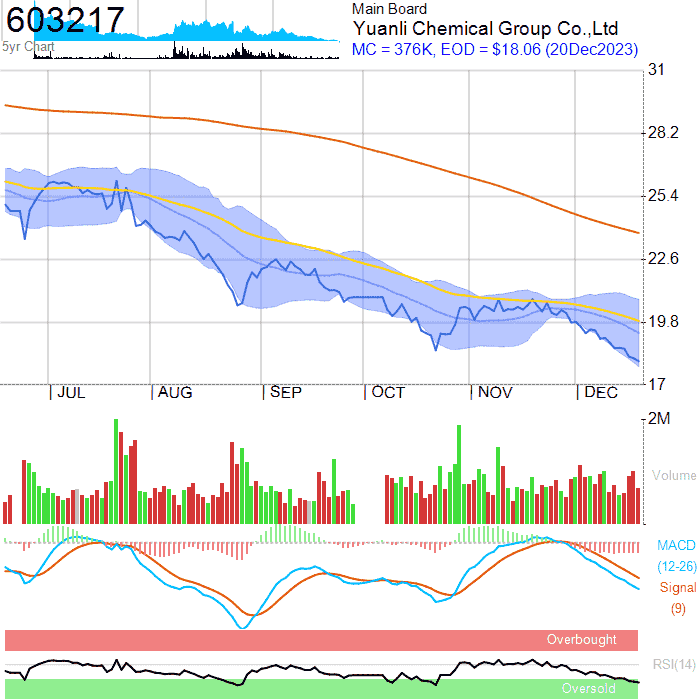 603217
5yr Chart
Main Board
Yuanli Chemical Group Co.,Ltd
MC = 376K, EOD = $18.06 (20Dec2023)
31
28.2
25.4
22.6
19.8
17
JUL
AUG
SEP
OCT
NOV
DEC
2M
Volume
MACD
(12-26)
Signal
(9)
Overbought
RSI(14)
Oversold